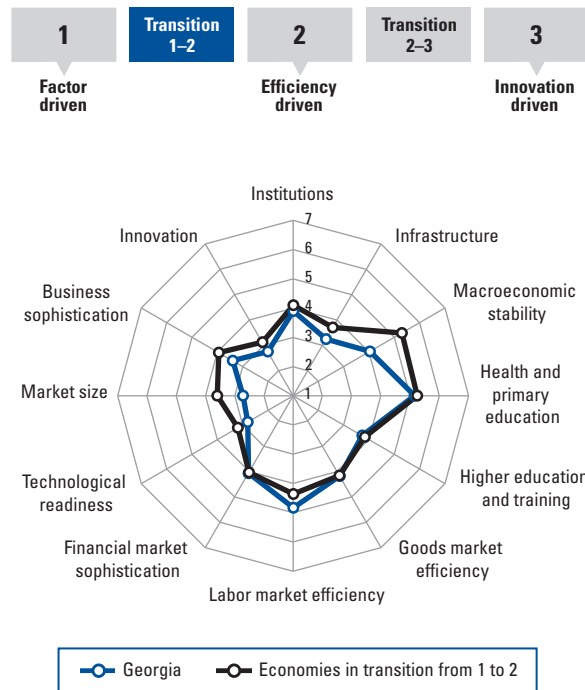 1
Transition
1–2
2
Transition
2–3
3
Factor
driven
Efficiency
driven
Innovation
driven
Institutions
7
Innovation
6
Infrastructure
5
Business
sophistication
4
Macroeconomic
stability
3
Market size
2
1
Health and
primary
education
Technological
readiness
Higher education
and training
Financial market
sophistication
Goods market
efficiency
Labor market efficiency
Georgia
Economies in transition from 1 to 2